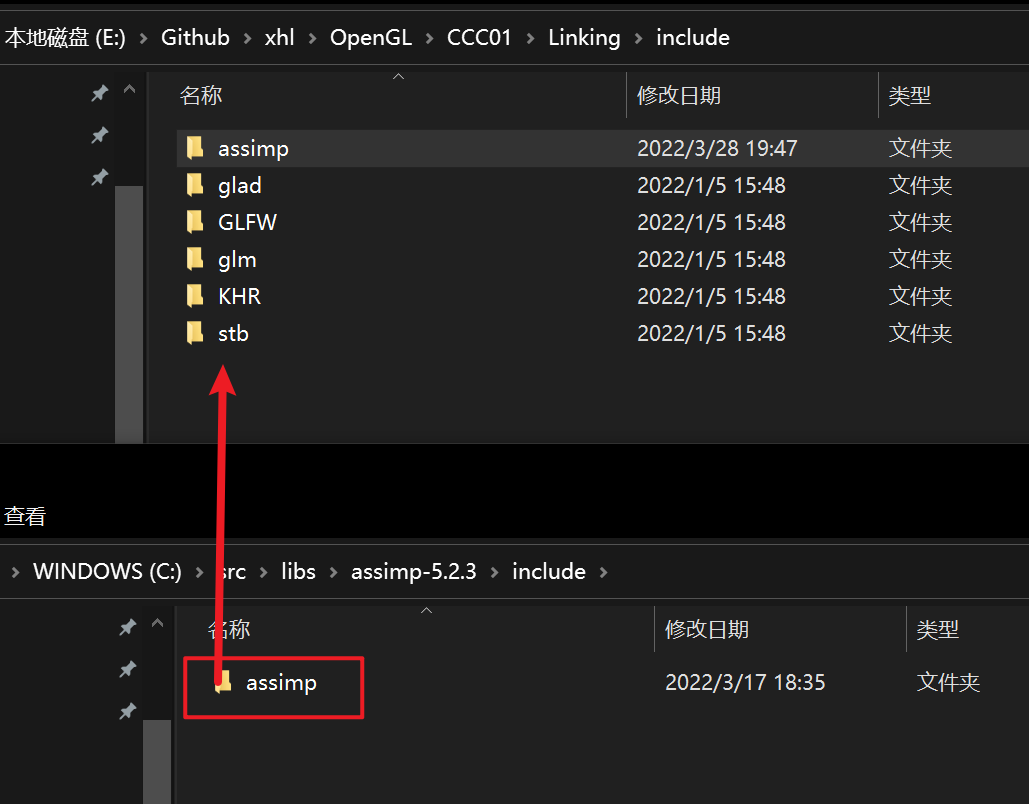 本地磁盘 (E:) > Github > xhl > OpenGL > CCC01 > Linking > include
名称 修改日期 类型
assimp 2022/3/28 19:47 文件夹
glad 2022/1/5 15:48 文件夹
GLFW 2022/1/5 15:48 文件夹
glm 2022/1/5 15:48 文件夹
KHR 2022/1/5 15:48 文件夹
stb 2022/1/5 15:48 文件夹
查看
> WINDOWS (C:) > src > libs > assimp-5.2.3 > include >
名称 修改日期 类型
assimp 2022/3/17 18:35 文件夹